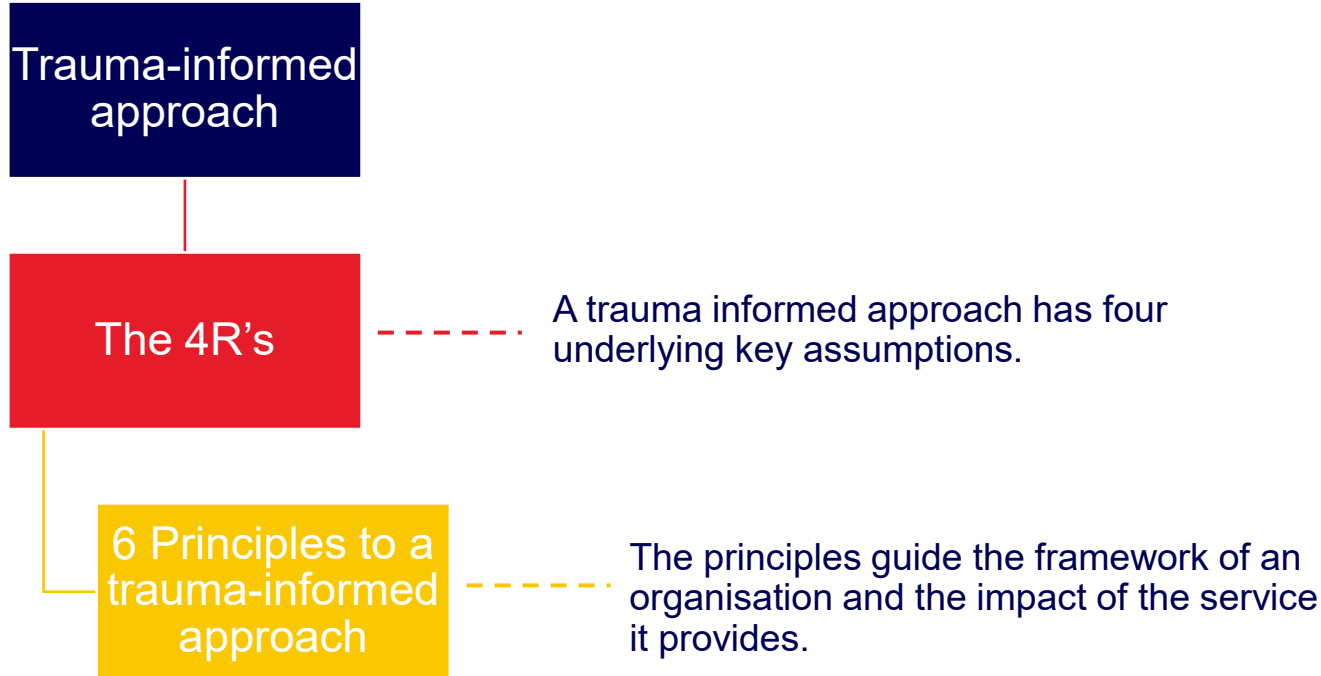 Trauma-informed
approach
The 4R’s
A trauma informed approach has four
underlying key assumptions.
6 Principles to a
trauma-informed
approach
The principles guide the framework of an
organisation and the impact of the service
it provides.